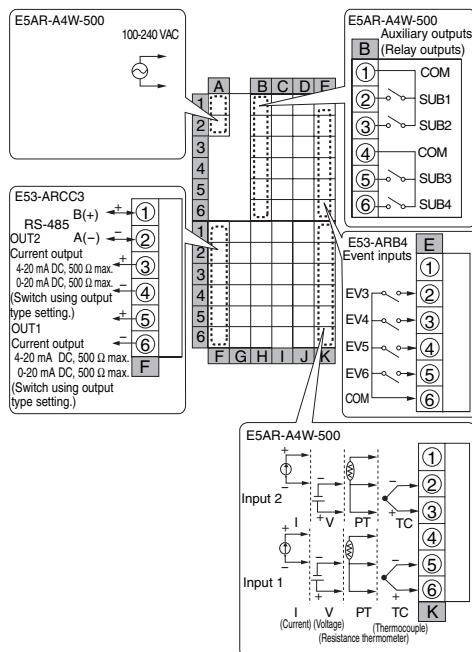 E5AR-A4W-500
100-240 VAC
E5AR-A4W-500
Auxiliary outputs
(Relay outputs)
B
1 COM
2 SUB1
3 SUB2
4 COM
5 SUB3
6 SUB4
A B C D E
1
2
3
4
5
6
1
2
3
4
5
6
F G H I J K
E53-ARCC3
RS-485
B(+) + 1
A(−) − 2
OUT2
Current output
4-20 mA DC, 500 Ω max.
0-20 mA DC, 500 Ω max.
(Switch using output
type setting.)
+ 3
− 4
OUT1
Current output
4-20 mA DC, 500 Ω max.
0-20 mA DC, 500 Ω max.
(Switch using output
type setting.)
+ 5
− 6
F
E53-ARB4
Event inputs
E
1
EV3 2
EV4 3
EV5 4
EV6 5
COM 6
E5AR-A4W-500
Input 2
+ − − + − +
I V PT TC
1
2
3
Input 1
+ − − + − +
I V PT TC
4
5
6
K
(Current) (Voltage) (Thermocouple)
(Resistance thermometer)